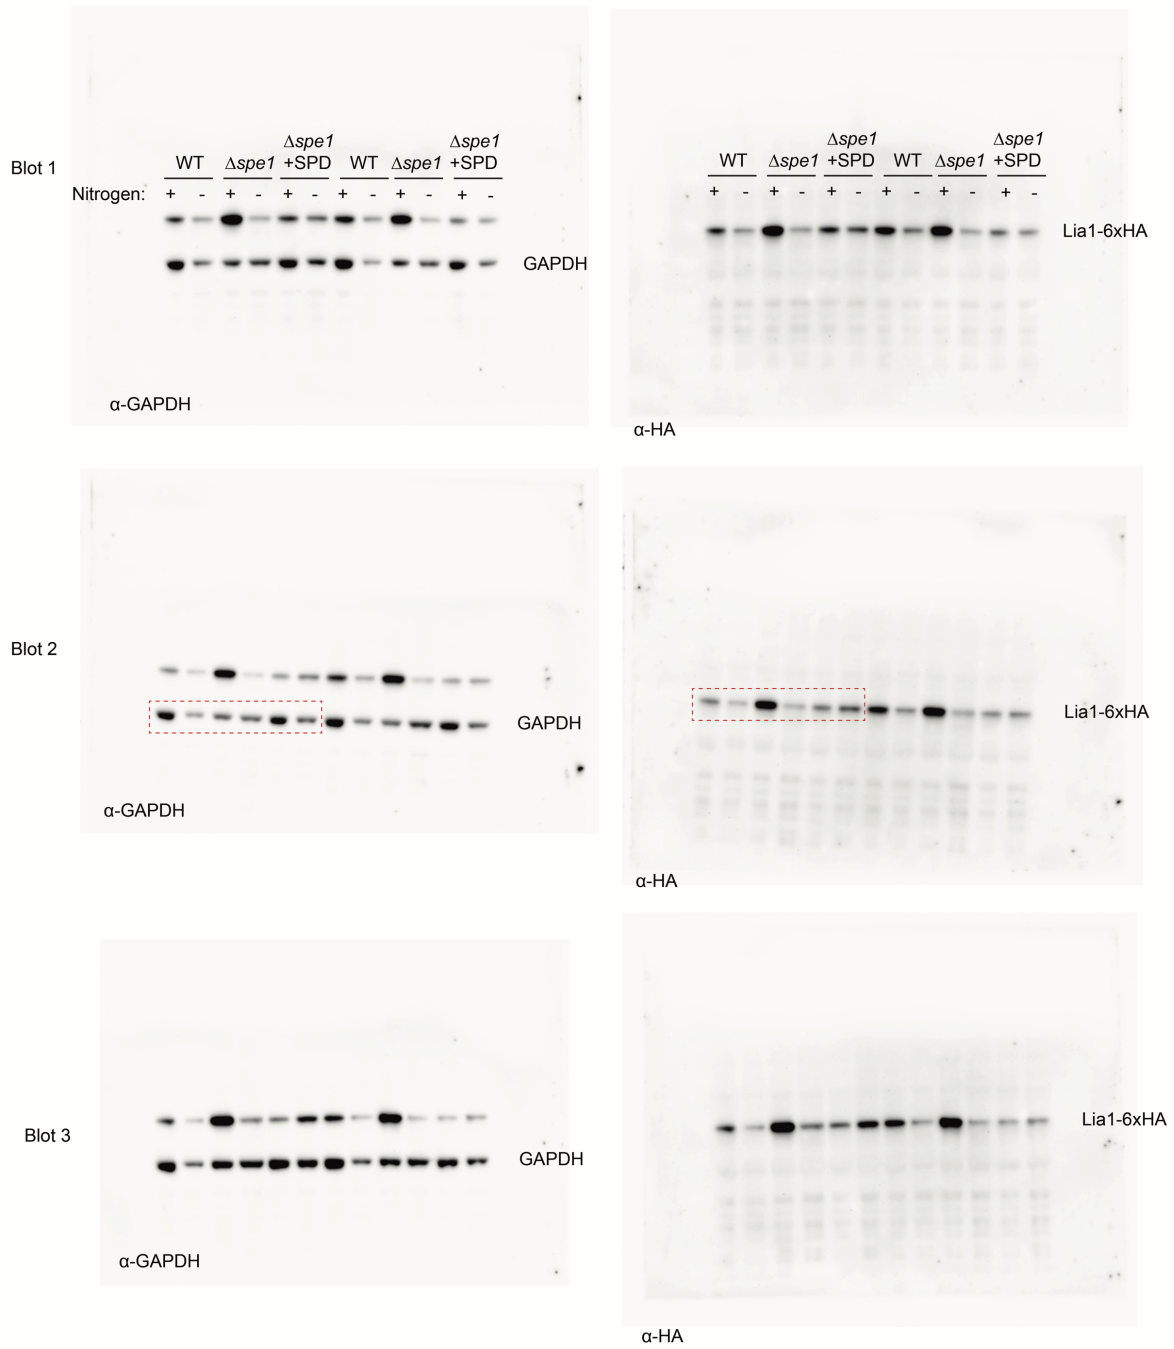 Blot 1
Δspe1 Δspe1
WT Δspe1 +SPD WT Δspe1 +SPD
Nitrogen: + - + - + - + - + - + -
GAPDH
α-GAPDH
Δspe1 Δspe1
WT Δspe1 +SPD WT Δspe1 +SPD
+ - + - + - + - + - + -
Lia1-6xHA
α-HA
Blot 2
GAPDH
α-GAPDH
Lia1-6xHA
α-HA
Blot 3
GAPDH
α-GAPDH
Lia1-6xHA
α-HA